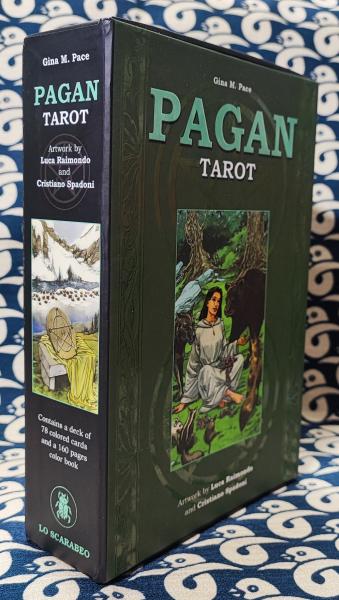 Gina M. Pace
PAGAN
TAROT
Artwork by
Luca Raimondo
and
Cristiano Spadoni
Contains a deck of
78 colored cards
and a 160 pages
color book
LO SCARABEO
Gina M. Pace
PAGAN
TAROT
Artwork by Luca Raimondo
and Cristiano Spadoni